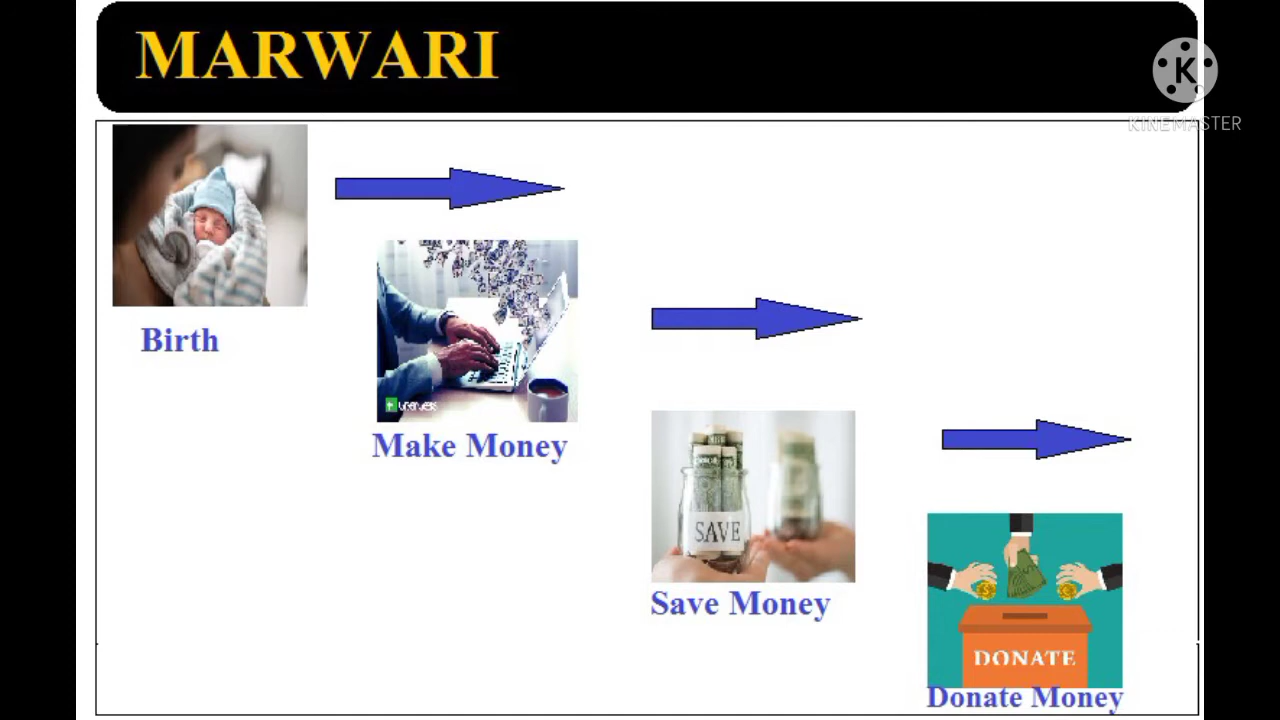 MARWARI
K
KINEMASTER
Birth
Make Money
SAVE
Save Money
DONATE
Donate Money